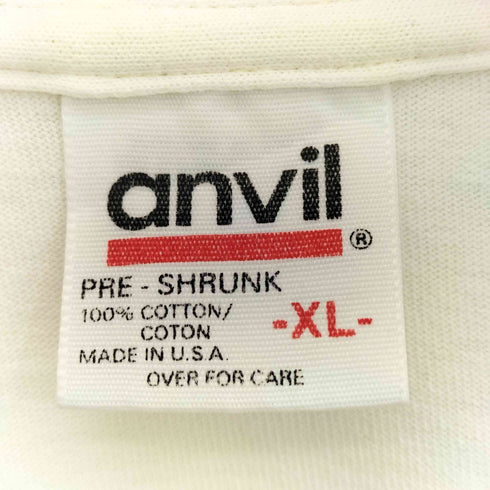 anvil
®
PRE - SHRUNK
100% COTTON/
COTON
-XL-
MADE IN U.S.A.
OVER FOR CARE